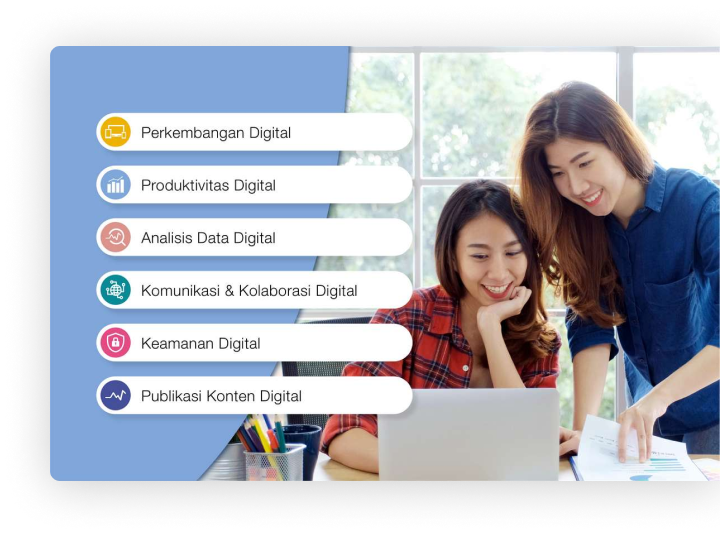 Perkembangan Digital
Produktivitas Digital
Analisis Data Digital
Komunikasi & Kolaborasi Digital
Keamanan Digital
Publikasi Konten Digital